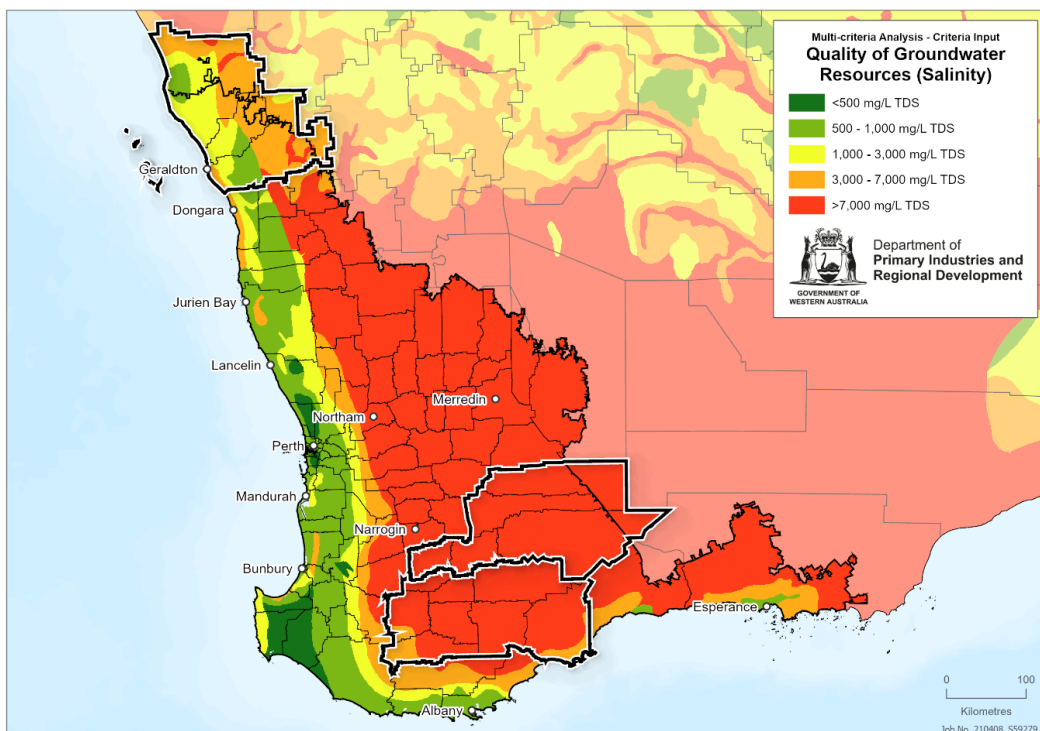 Multi-criteria Analysis - Criteria Input
Quality of Groundwater
Resources (Salinity)
<500 mg/L TDS
500 - 1,000 mg/L TDS
1,000 - 3,000 mg/L TDS
3,000 - 7,000 mg/L TDS
>7,000 mg/L TDS
GOVERNMENT OF
WESTERN AUSTRALIA
Department of
Primary Industries and
Regional Development
Geraldton
Dongara
Jurien Bay
Lancelin
Merredin
Northam
Perth
Mandurah
Narrogin
Bunbury
Esperance
Albany
0 100
Kilometres
Job No. 210408_S59279